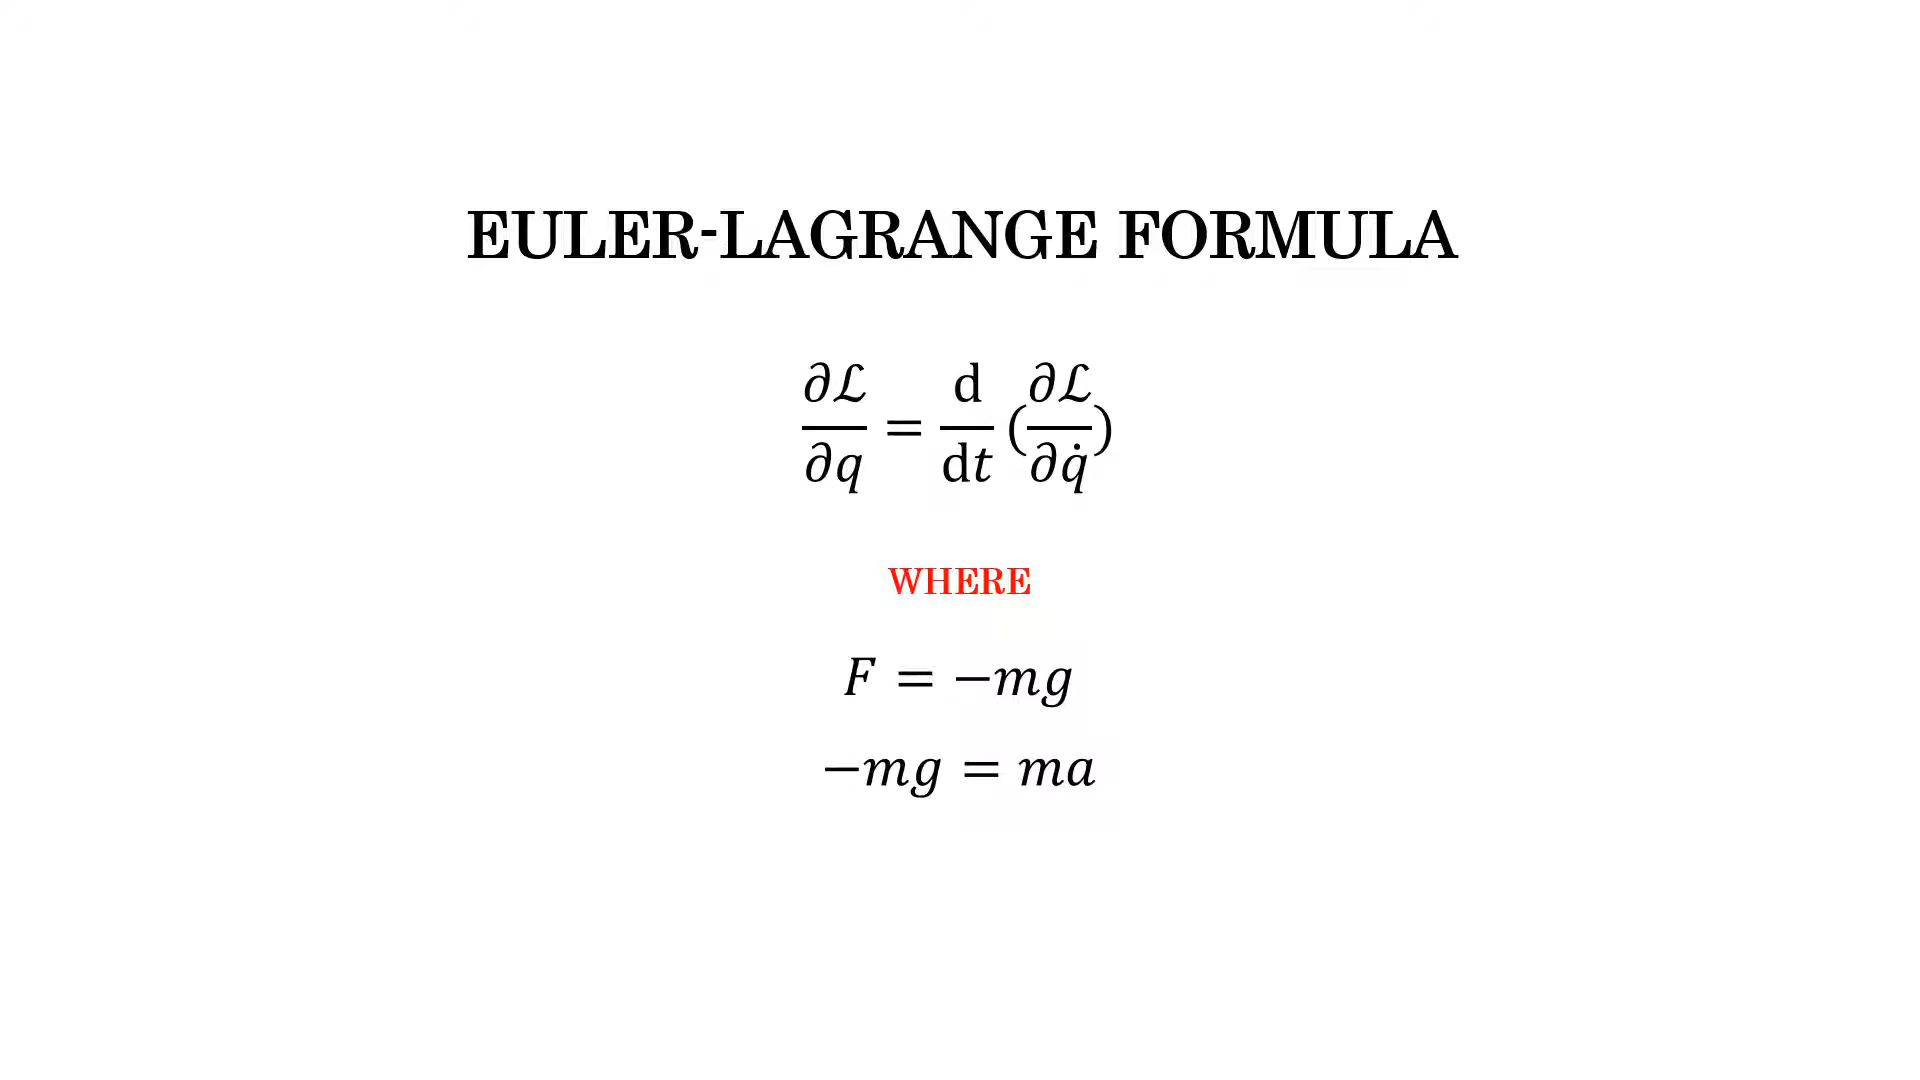 EULER-LAGRANGE FORMULA
∂ℒ/∂q = d/dt (∂ℒ/∂q̇)
WHERE
F = −mg
−mg = ma